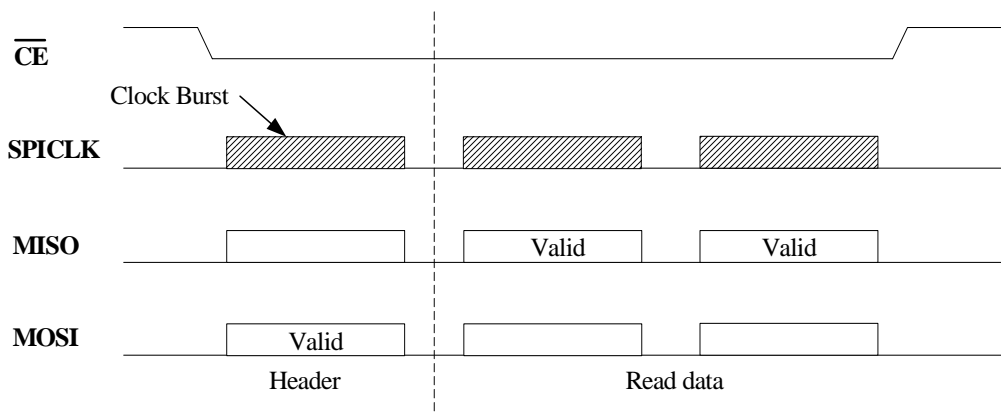 CE
Clock Burst
SPICLK
MISO
Valid
Valid
MOSI
Valid
Header
Read data